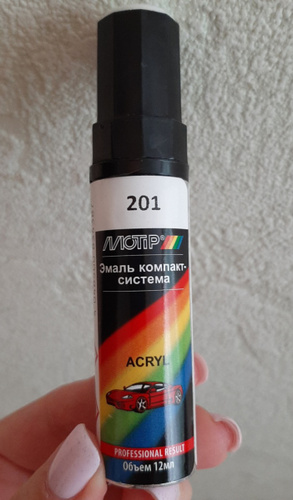 201
MOTIP®
Эмаль компакт-
система
ACRYL
PROFESSIONAL RESULT
Объем 12мл